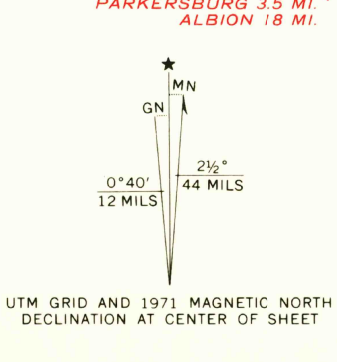 PARKERSBURG 3.5 MI.
ALBION 18 MI.
MN
GN
2½°
44 MILS
0°40'
12 MILS
UTM GRID AND 1971 MAGNETIC NORTH
DECLINATION AT CENTER OF SHEET